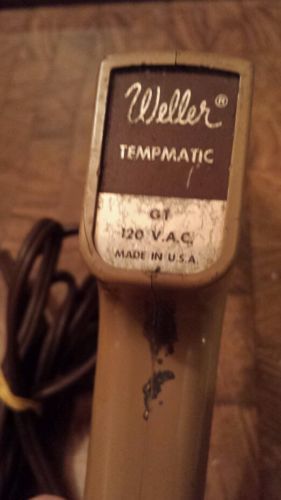 Weller®
TEMPMATIC
GT
120 V.A.C.
MADE IN U.S.A.